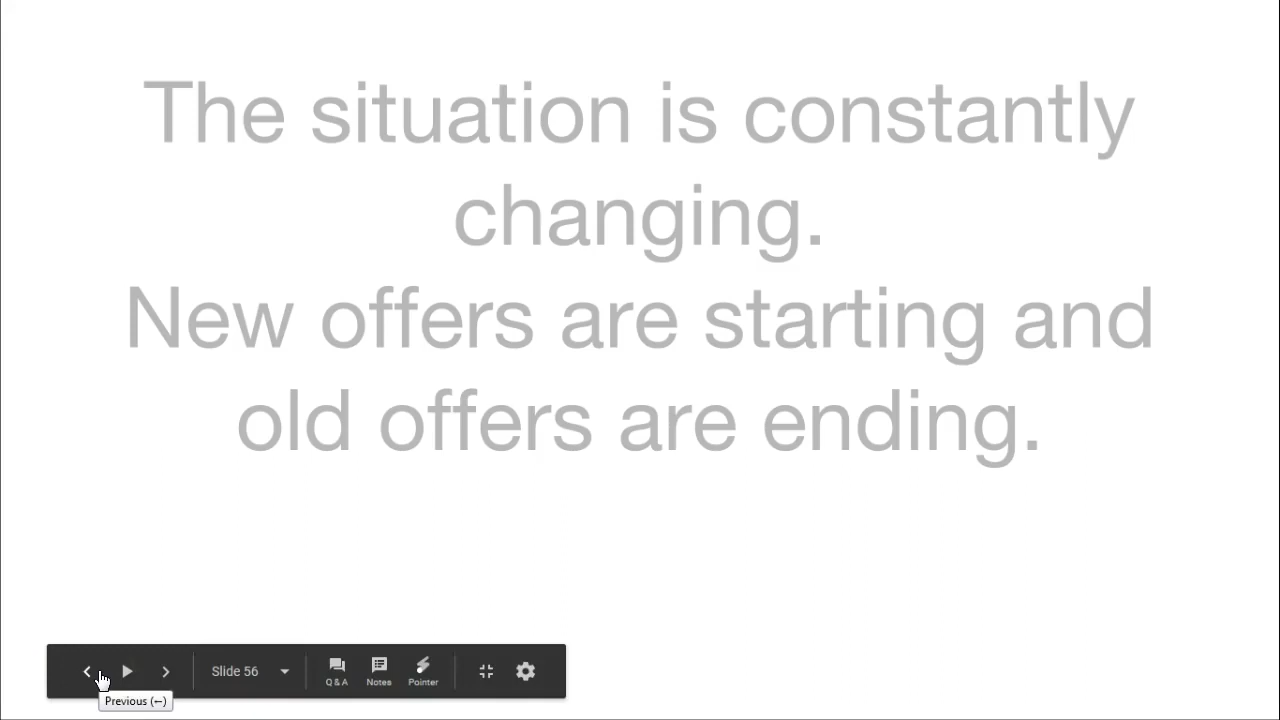 The situation is constantly
changing.
New offers are starting and
old offers are ending.
Slide 56
Q & A
Notes
Pointer
Previous (←)